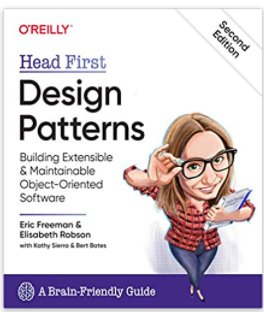 O'REILLY®
Second
Edition
Head First
Design
Patterns
Building Extensible
& Maintainable
Object-Oriented
Software
Eric Freeman &
Elisabeth Robson
with Kathy Sierra & Bert Bates
A Brain-Friendly Guide